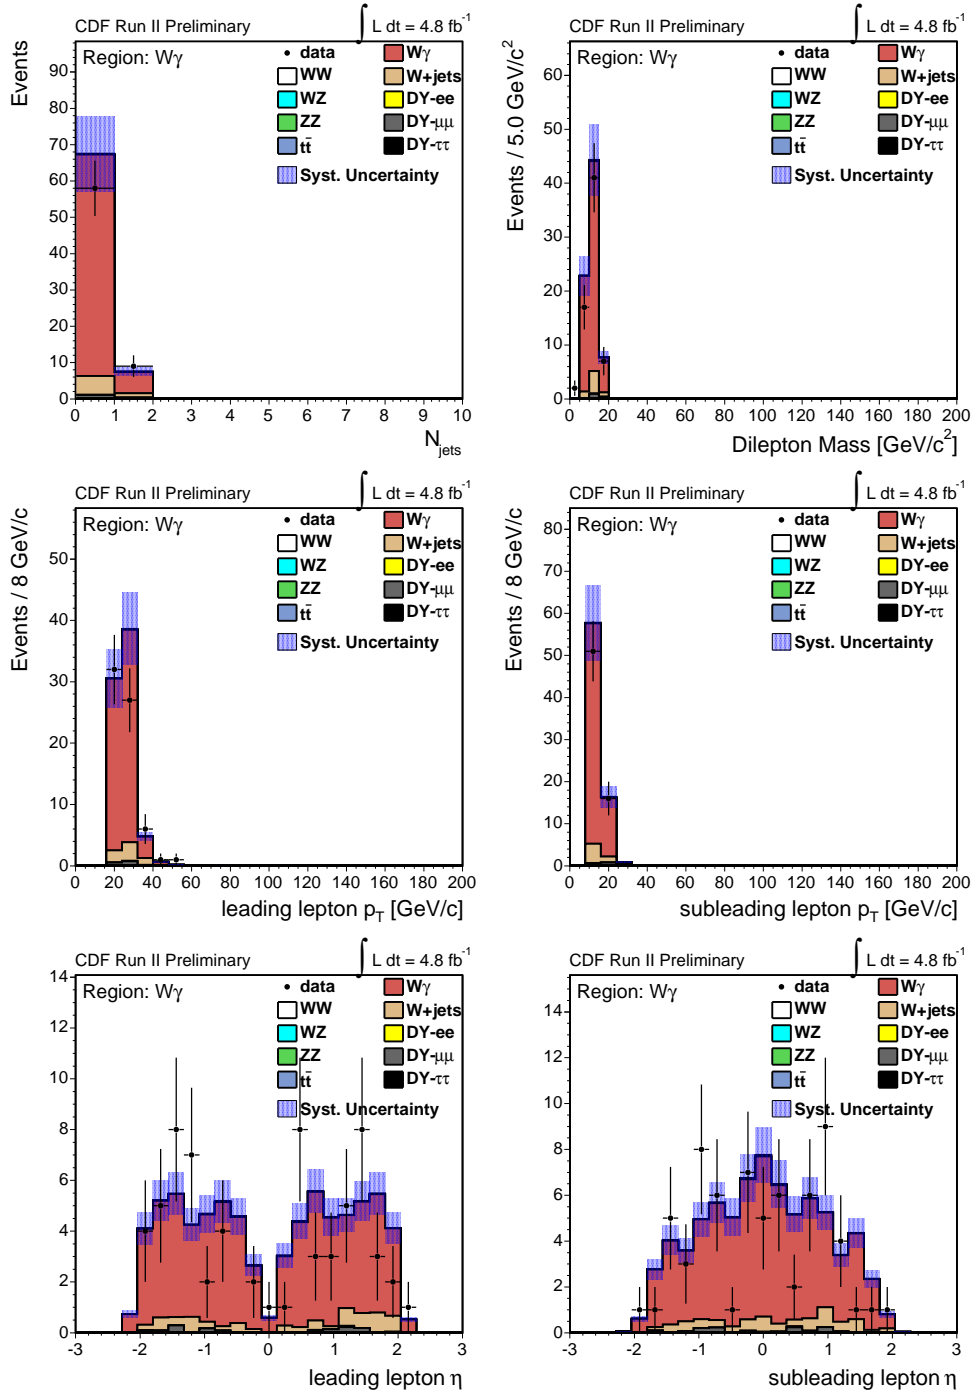 CDF Run II Preliminary
∫ L dt = 4.8 fb⁻¹
Events
Region: Wγ
data
WW
WZ
ZZ
tt̄
Wγ
W+jets
DY-ee
DY-μμ
DY-ττ
Syst. Uncertainty
90
80
70
60
50
40
30
20
10
0
0 1 2 3 4 5 6 7 8 9 10
N_jets
CDF Run II Preliminary
∫ L dt = 4.8 fb⁻¹
Events / 5.0 GeV/c²
Region: Wγ
data
WW
WZ
ZZ
tt̄
Wγ
W+jets
DY-ee
DY-μμ
DY-ττ
Syst. Uncertainty
60
50
40
30
20
10
0
0 20 40 60 80 100 120 140 160 180 200
Dilepton Mass [GeV/c²]
CDF Run II Preliminary
∫ L dt = 4.8 fb⁻¹
Events / 8 GeV/c
Region: Wγ
data
WW
WZ
ZZ
tt̄
Wγ
W+jets
DY-ee
DY-μμ
DY-ττ
Syst. Uncertainty
50
40
30
20
10
0
0 20 40 60 80 100 120 140 160 180 200
leading lepton p_T [GeV/c]
CDF Run II Preliminary
∫ L dt = 4.8 fb⁻¹
Events / 8 GeV/c
Region: Wγ
data
WW
WZ
ZZ
tt̄
Wγ
W+jets
DY-ee
DY-μμ
DY-ττ
Syst. Uncertainty
80
70
60
50
40
30
20
10
0
0 20 40 60 80 100 120 140 160 180 200
subleading lepton p_T [GeV/c]
CDF Run II Preliminary
∫ L dt = 4.8 fb⁻¹
Region: Wγ
data
WW
WZ
ZZ
tt̄
Wγ
W+jets
DY-ee
DY-μμ
DY-ττ
Syst. Uncertainty
14
12
10
8
6
4
2
0
-3 -2 -1 0 1 2 3
leading lepton η
CDF Run II Preliminary
∫ L dt = 4.8 fb⁻¹
Region: Wγ
data
WW
WZ
ZZ
tt̄
Wγ
W+jets
DY-ee
DY-μμ
DY-ττ
Syst. Uncertainty
14
12
10
8
6
4
2
0
-3 -2 -1 0 1 2 3
subleading lepton η